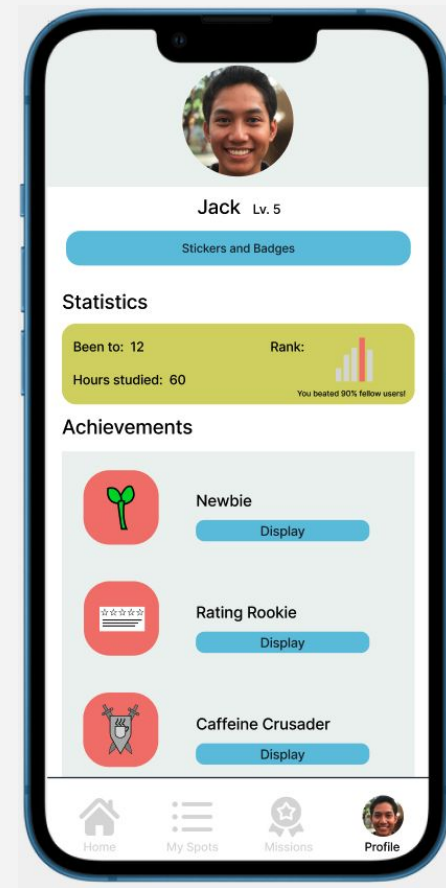 Jack Lv. 5
Stickers and Badges
Statistics
Been to: 12
Rank:
Hours studied: 60
You beated 90% fellow users!
Achievements
Newbie
Display
Rating Rookie
Display
Caffeine Crusader
Display
Home
My Spots
Missions
Profile